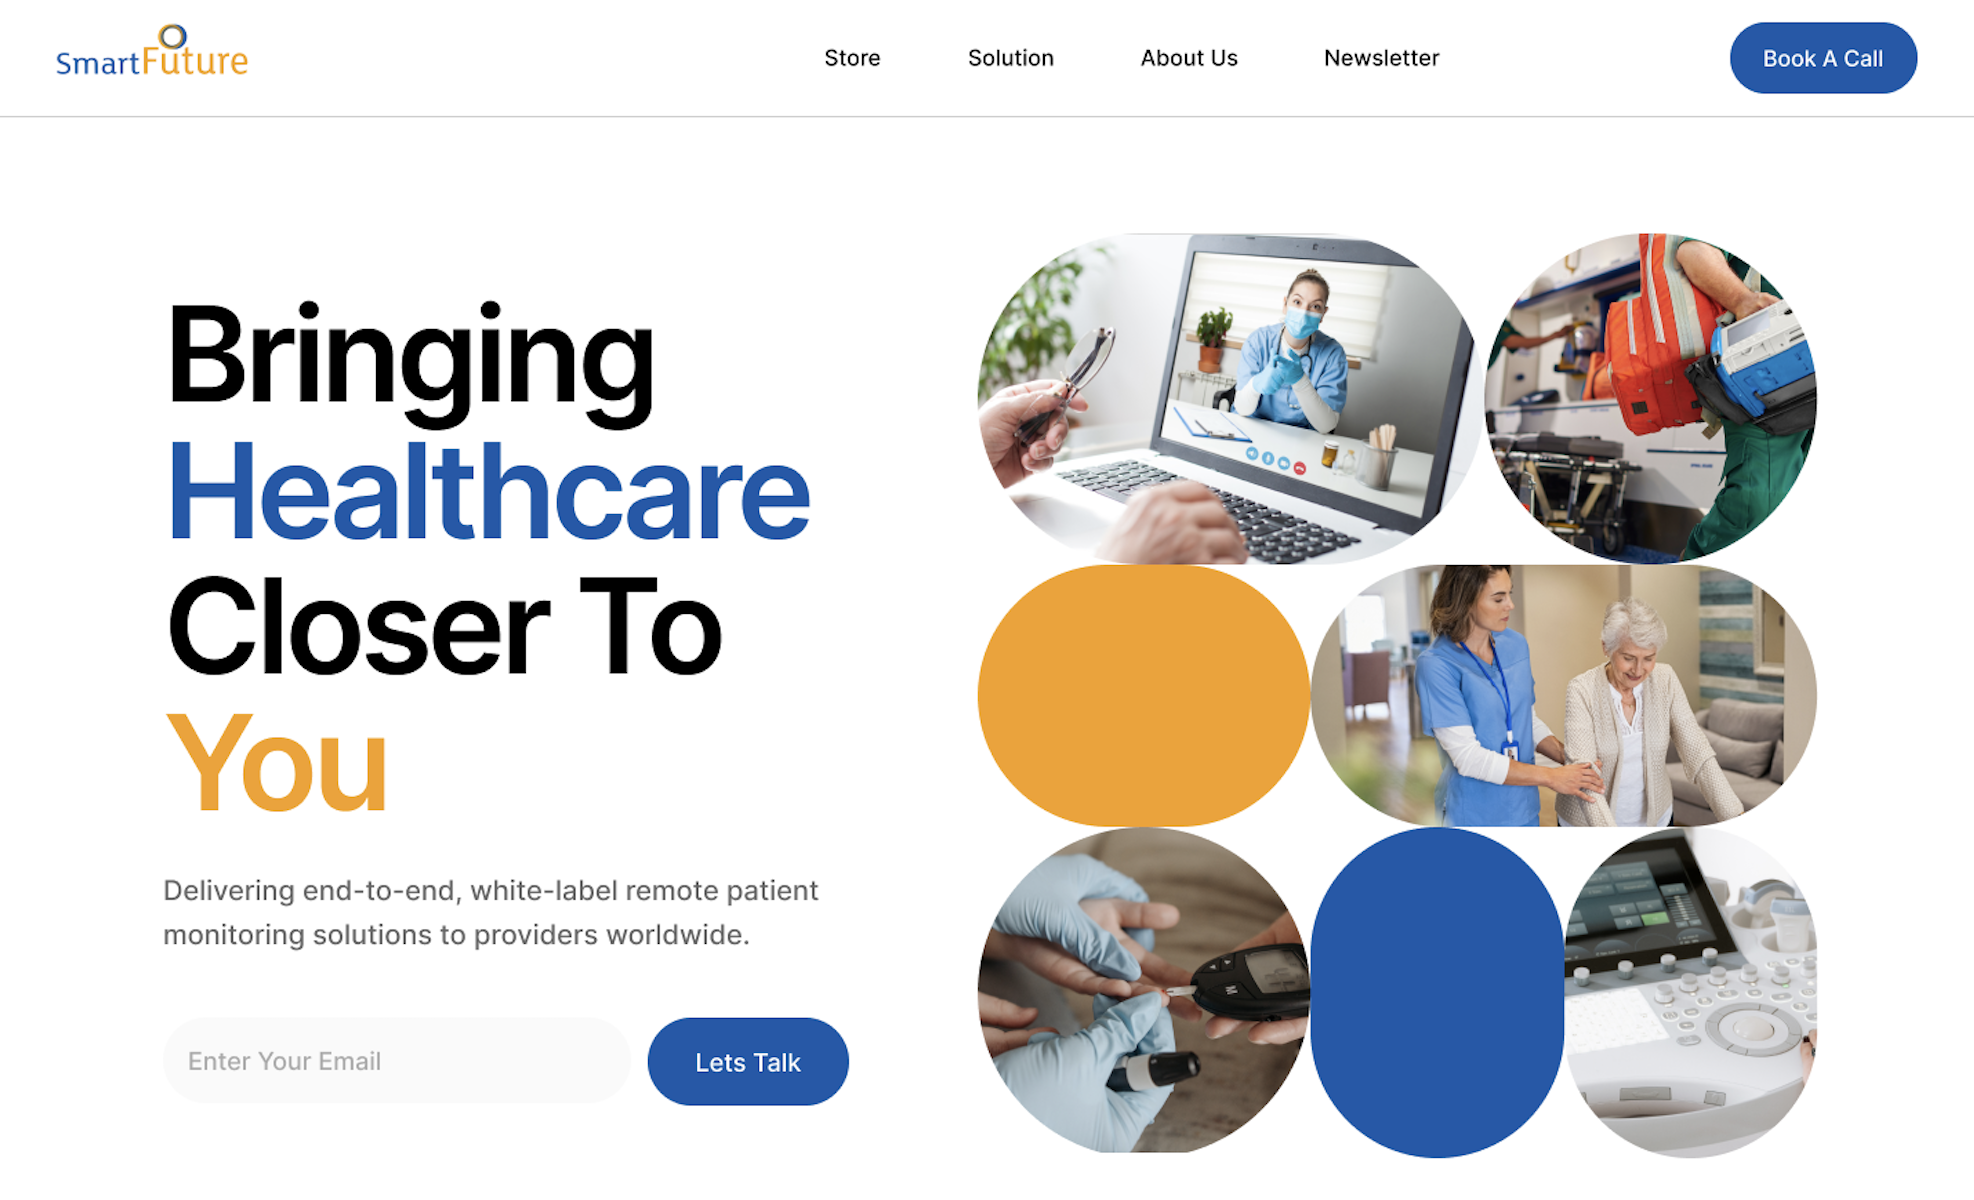 SmartFuture
Store
Solution
About Us
Newsletter
Book A Call
Bringing
Healthcare
Closer To
You
Delivering end-to-end, white-label remote patient
monitoring solutions to providers worldwide.
Enter Your Email
Lets Talk
M